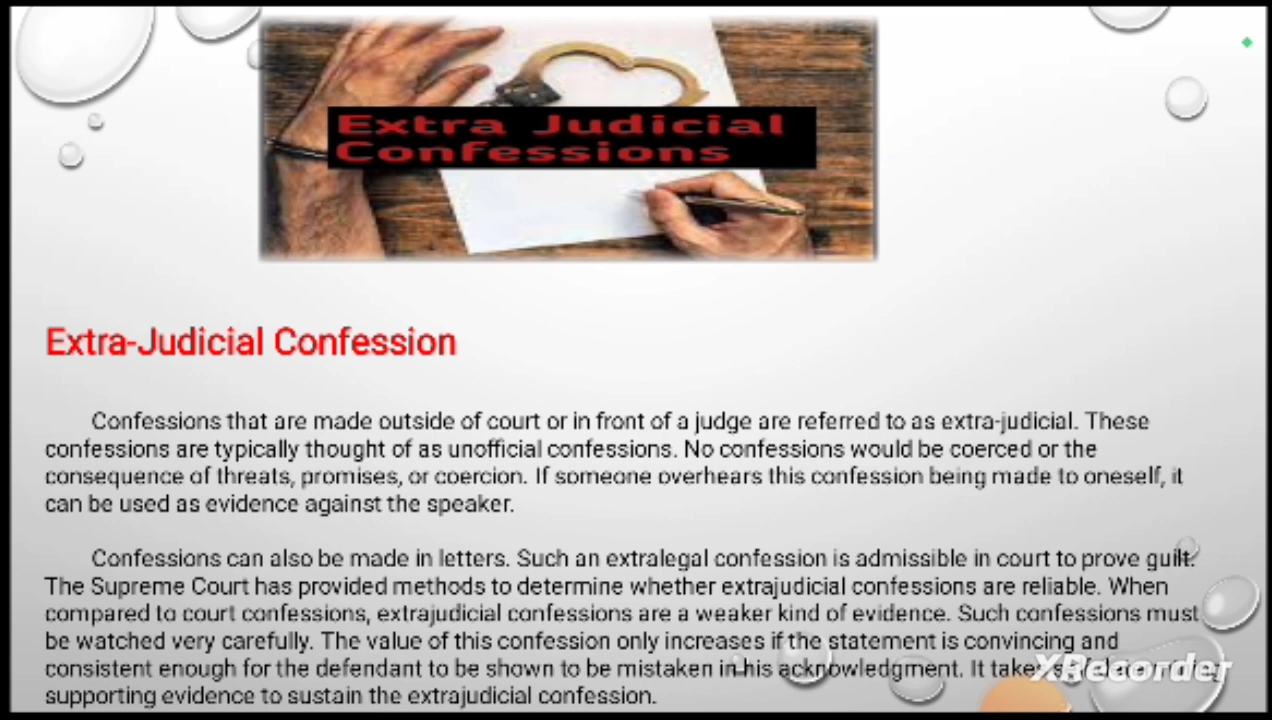 Extra Judicial
Confessions
Extra-Judicial Confession
Confessions that are made outside of court or in front of a judge are referred to as extra-judicial. These
confessions are typically thought of as unofficial confessions. No confessions would be coerced or the
consequence of threats, promises, or coercion. If someone overhears this confession being made to oneself, it
can be used as evidence against the speaker.
Confessions can also be made in letters. Such an extralegal confession is admissible in court to prove guilt.
The Supreme Court has provided methods to determine whether extrajudicial confessions are reliable. When
compared to court confessions, extrajudicial confessions are a weaker kind of evidence. Such confessions must
be watched very carefully. The value of this confession only increases if the statement is convincing and
consistent enough for the defendant to be shown to be mistaken in his acknowledgment. It takes
XRecorder
supporting evidence to sustain the extrajudicial confession.